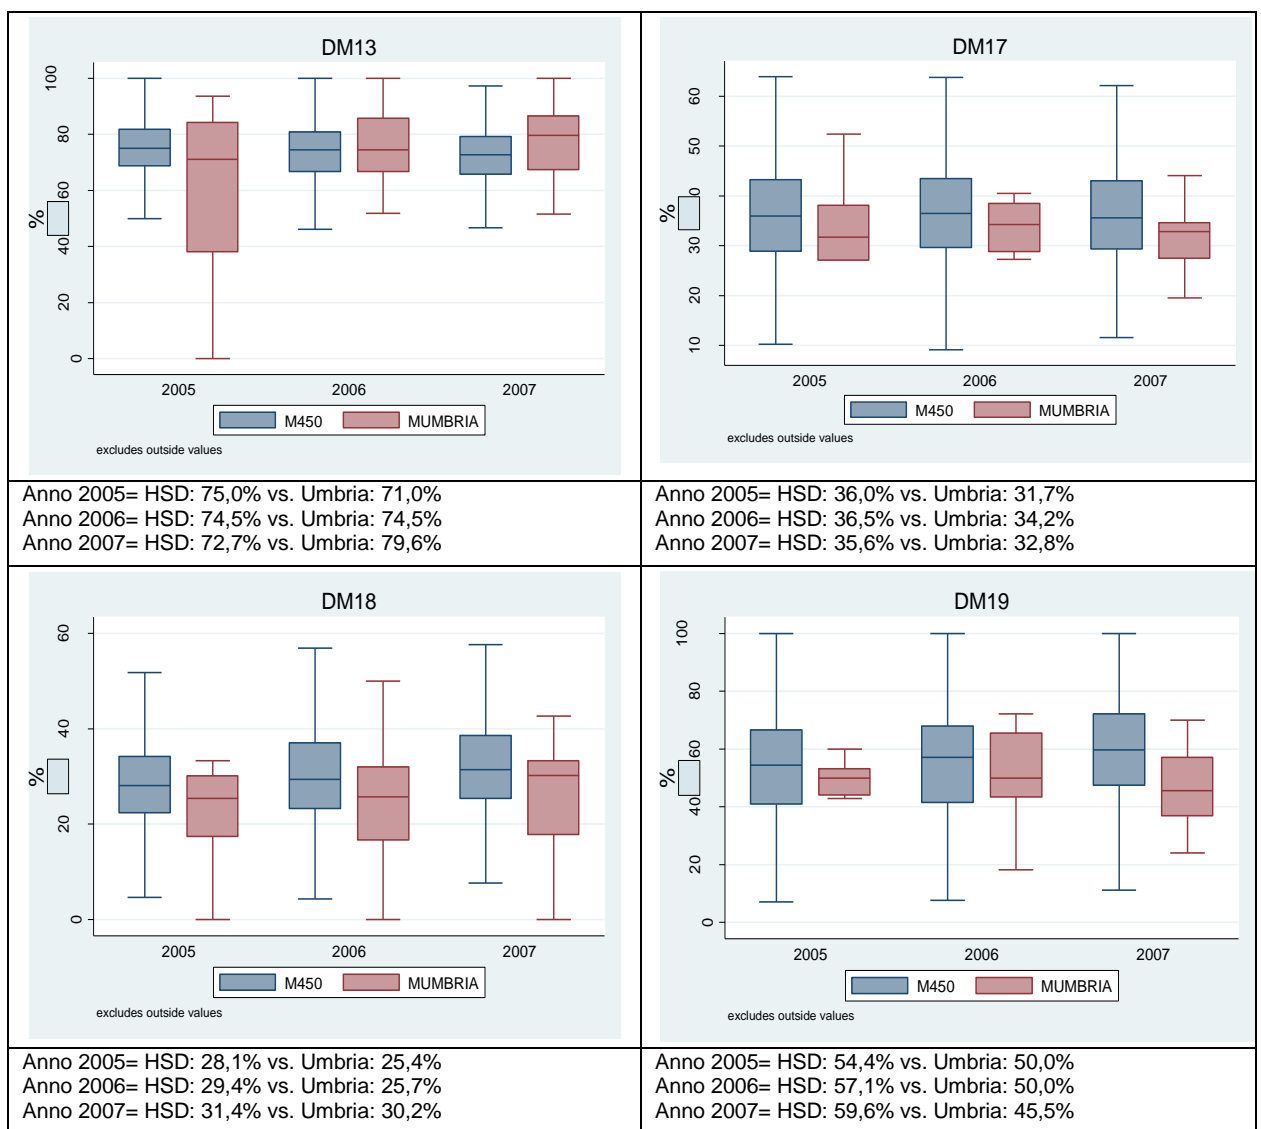 DM13
100
80
60
40
20
0
%
2005 2006 2007
M450 MUMBRIA
excludes outside values
DM17
60
50
0
30
20
10
%
2005 2006 2007
M450 MUMBRIA
excludes outside values
Anno 2005= HSD: 75,0% vs. Umbria: 71,0%
Anno 2006= HSD: 74,5% vs. Umbria: 74,5%
Anno 2007= HSD: 72,7% vs. Umbria: 79,6%
Anno 2005= HSD: 36,0% vs. Umbria: 31,7%
Anno 2006= HSD: 36,5% vs. Umbria: 34,2%
Anno 2007= HSD: 35,6% vs. Umbria: 32,8%
DM18
60
40
20
0
%
2005 2006 2007
M450 MUMBRIA
excludes outside values
DM19
100
80
60
40
20
0
%
2005 2006 2007
M450 MUMBRIA
excludes outside values
Anno 2005= HSD: 28,1% vs. Umbria: 25,4%
Anno 2006= HSD: 29,4% vs. Umbria: 25,7%
Anno 2007= HSD: 31,4% vs. Umbria: 30,2%
Anno 2005= HSD: 54,4% vs. Umbria: 50,0%
Anno 2006= HSD: 57,1% vs. Umbria: 50,0%
Anno 2007= HSD: 59,6% vs. Umbria: 45,5%